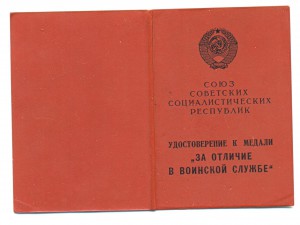 СОЮЗ
СОВЕТСКИХ
СОЦИАЛИСТИЧЕСКИХ
РЕСПУБЛИК
УДОСТОВЕРЕНИЕ К МЕДАЛИ
„ЗА ОТЛИЧИЕ
В ВОИНСКОЙ СЛУЖБЕ“